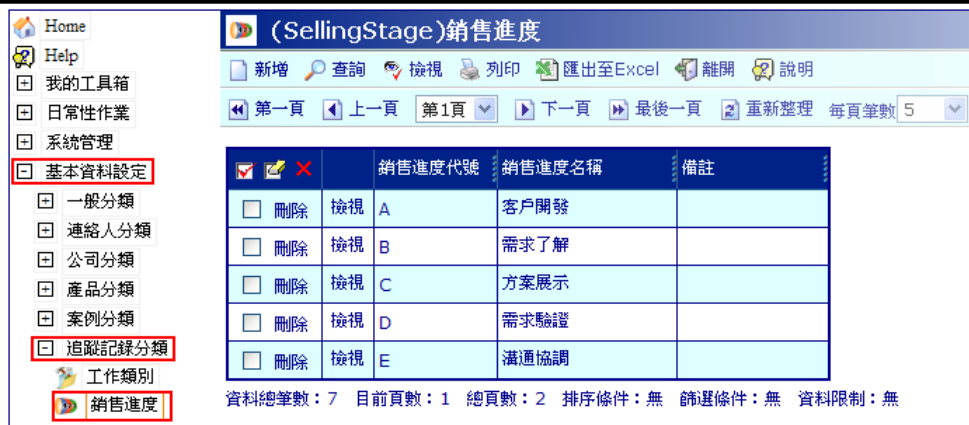 Home
Help
我的工具箱
日常性作業
系統管理
基本資料設定
一般分類
連絡人分類
公司分類
產品分類
案例分類
追蹤記錄分類
工作類別
銷售進度
(SellingStage)銷售進度
新增 查詢 檢視 列印 匯出至Excel 離開 說明
第一頁 上一頁 第1頁 下一頁 最後一頁 重新整理 每頁筆數 5
銷售進度代號 銷售進度名稱 備註
刪除 檢視 A 客戶開發
刪除 檢視 B 需求了解
刪除 檢視 C 方案展示
刪除 檢視 D 需求驗證
刪除 檢視 E 溝通協調
資料總筆數：7 目前頁數：1 總頁數：2 排序條件：無 篩選條件：無 資料限制：無